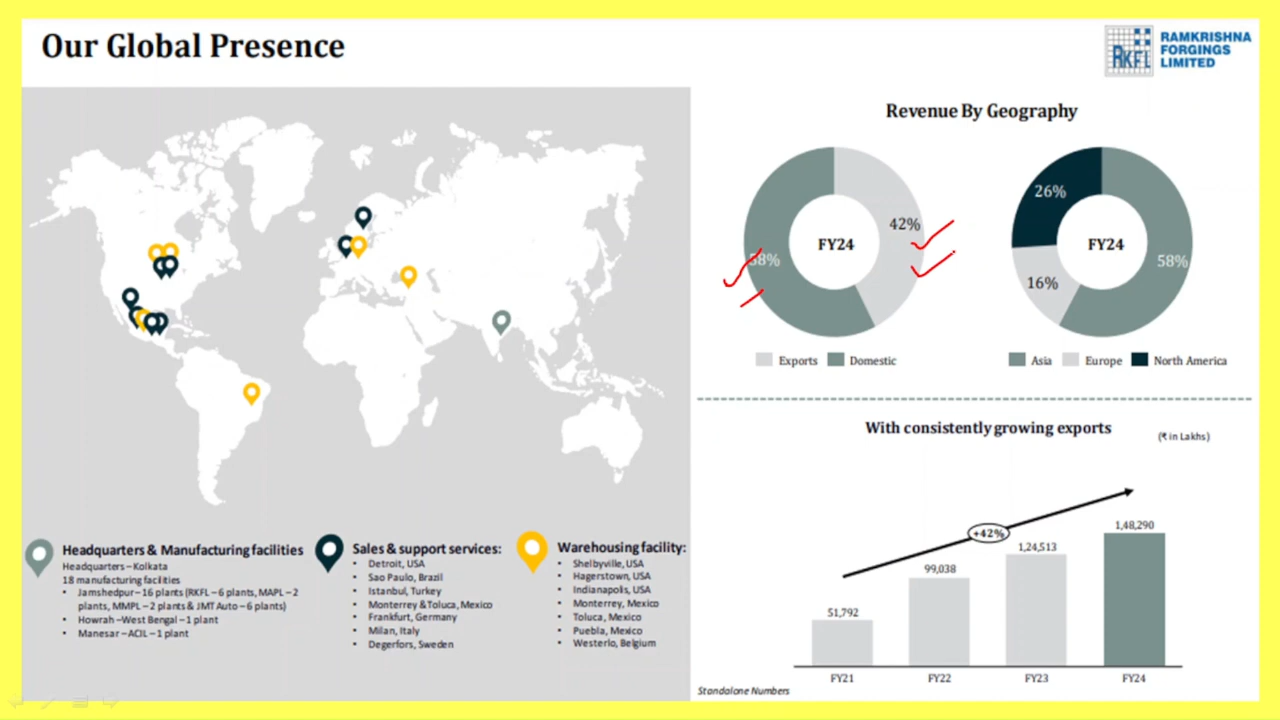 Our Global Presence
RKFL
RAMKRISHNA
FORGINGS
LIMITED
Revenue By Geography
42%
58%
FY24
Exports Domestic
26%
16%
58%
FY24
Asia Europe North America
With consistently growing exports
(₹ in Lakhs)
+42%
51,792
99,038
1,24,513
1,48,290
FY21 FY22 FY23 FY24
Standalone Numbers
Headquarters & Manufacturing facilities
Headquarters – Kolkata
18 manufacturing facilities
• Jamshedpur – 16 plants (RKFL – 6 plants, MAPL – 2
plants, MMPL – 2 plants & JMT Auto – 6 plants)
• Howrah –West Bengal – 1 plant
• Manesar – ACIL – 1 plant
Sales & support services:
• Detroit, USA
• Sao Paulo, Brazil
• Istanbul, Turkey
• Monterrey &Toluca, Mexico
• Frankfurt, Germany
• Milan, Italy
• Degerfors, Sweden
Warehousing facility:
• Shelbyville, USA
• Hagerstown, USA
• Indianapolis, USA
• Monterrey, Mexico
• Toluca, Mexico
• Puebla, Mexico
• Westerlo, Belgium